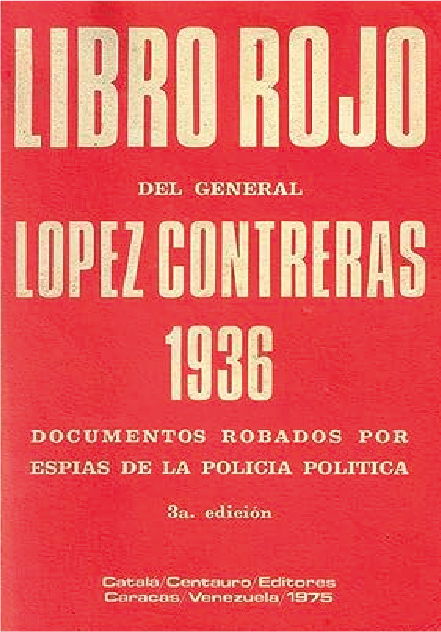 LIBRO ROJO
DEL GENERAL
LOPEZ CONTRERAS
1936
DOCUMENTOS ROBADOS POR
ESPIAS DE LA POLICIA POLITICA
3a. edición
Catalá/Centauro/Editores
Caracas/Venezuela/1975